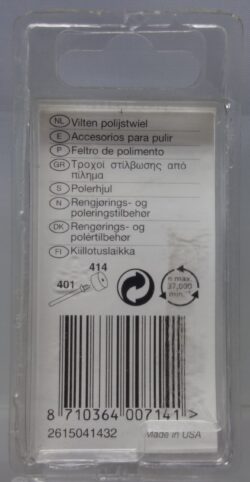 NL Vilten polijstwiel
E Accesorios para pulir
P Feltro de polimento
GR Τροχοί στίλβωσης από
πίλημα
S Polerhjul
N Rengjørings- og
poleringstilbehør
DK Rengørings- og
polértilbehør
FI Kiillotuslaikka
414
401
n max.
37,000
min.⁻¹
8 710364 007141 >
2615041432 Made in USA